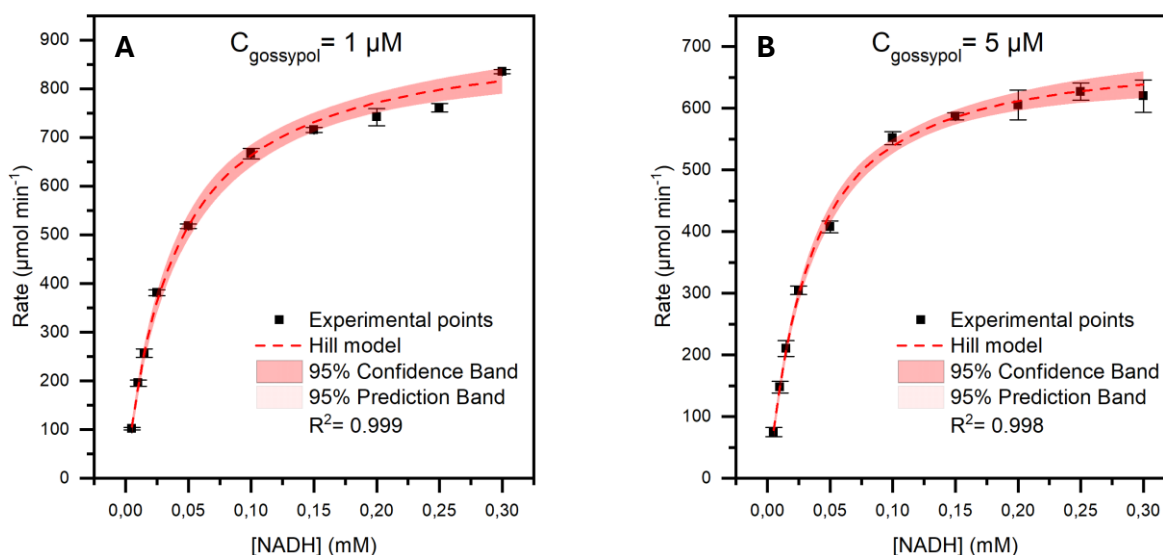 A
C gossypol = 1 µM
Rate (µmol min⁻¹)
900
800
700
600
500
400
300
200
100
0
Experimental points
Hill model
95% Confidence Band
95% Prediction Band
R²= 0.999
0,00 0,05 0,10 0,15 0,20 0,25 0,30
[NADH] (mM)
B
C gossypol = 5 µM
Rate (µmol min⁻¹)
700
600
500
400
300
200
100
0
Experimental points
Hill model
95% Confidence Band
95% Prediction Band
R²= 0.998
0,00 0,05 0,10 0,15 0,20 0,25 0,30
[NADH] (mM)